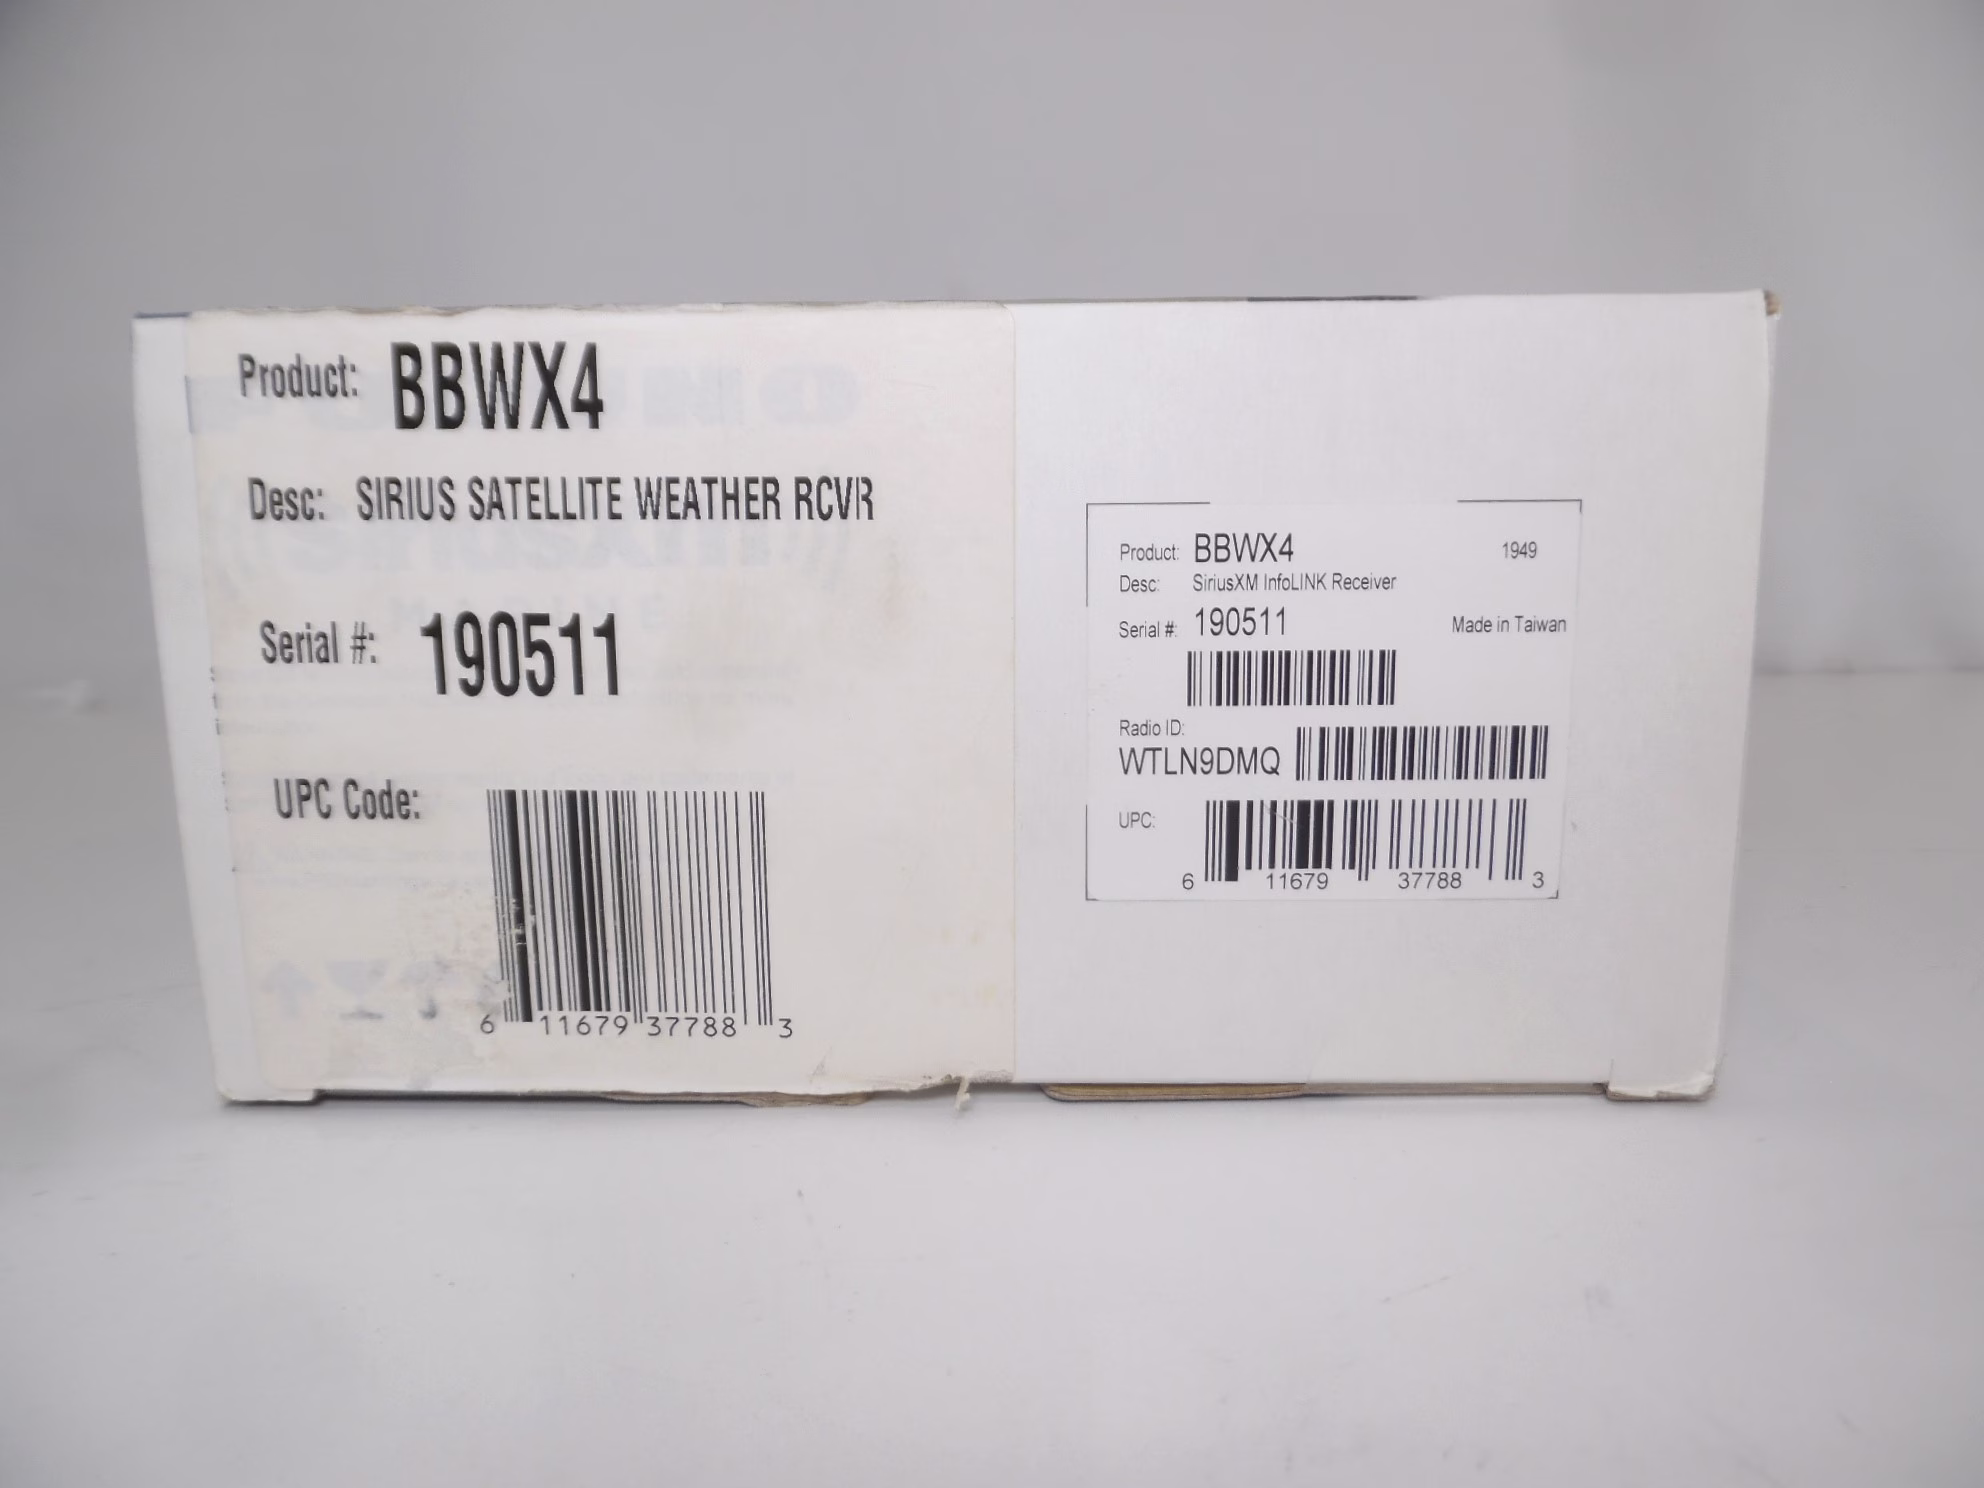 Product: BBWX4
Desc: SIRIUS SATELLITE WEATHER RCVR
Serial #: 190511
UPC Code:
6 11679 37788 3
Product: BBWX4 1949
Desc: SiriusXM InfoLINK Receiver
Serial #: 190511 Made in Taiwan
Radio ID:
WTLN9DMQ
UPC:
6 11679 37788 3